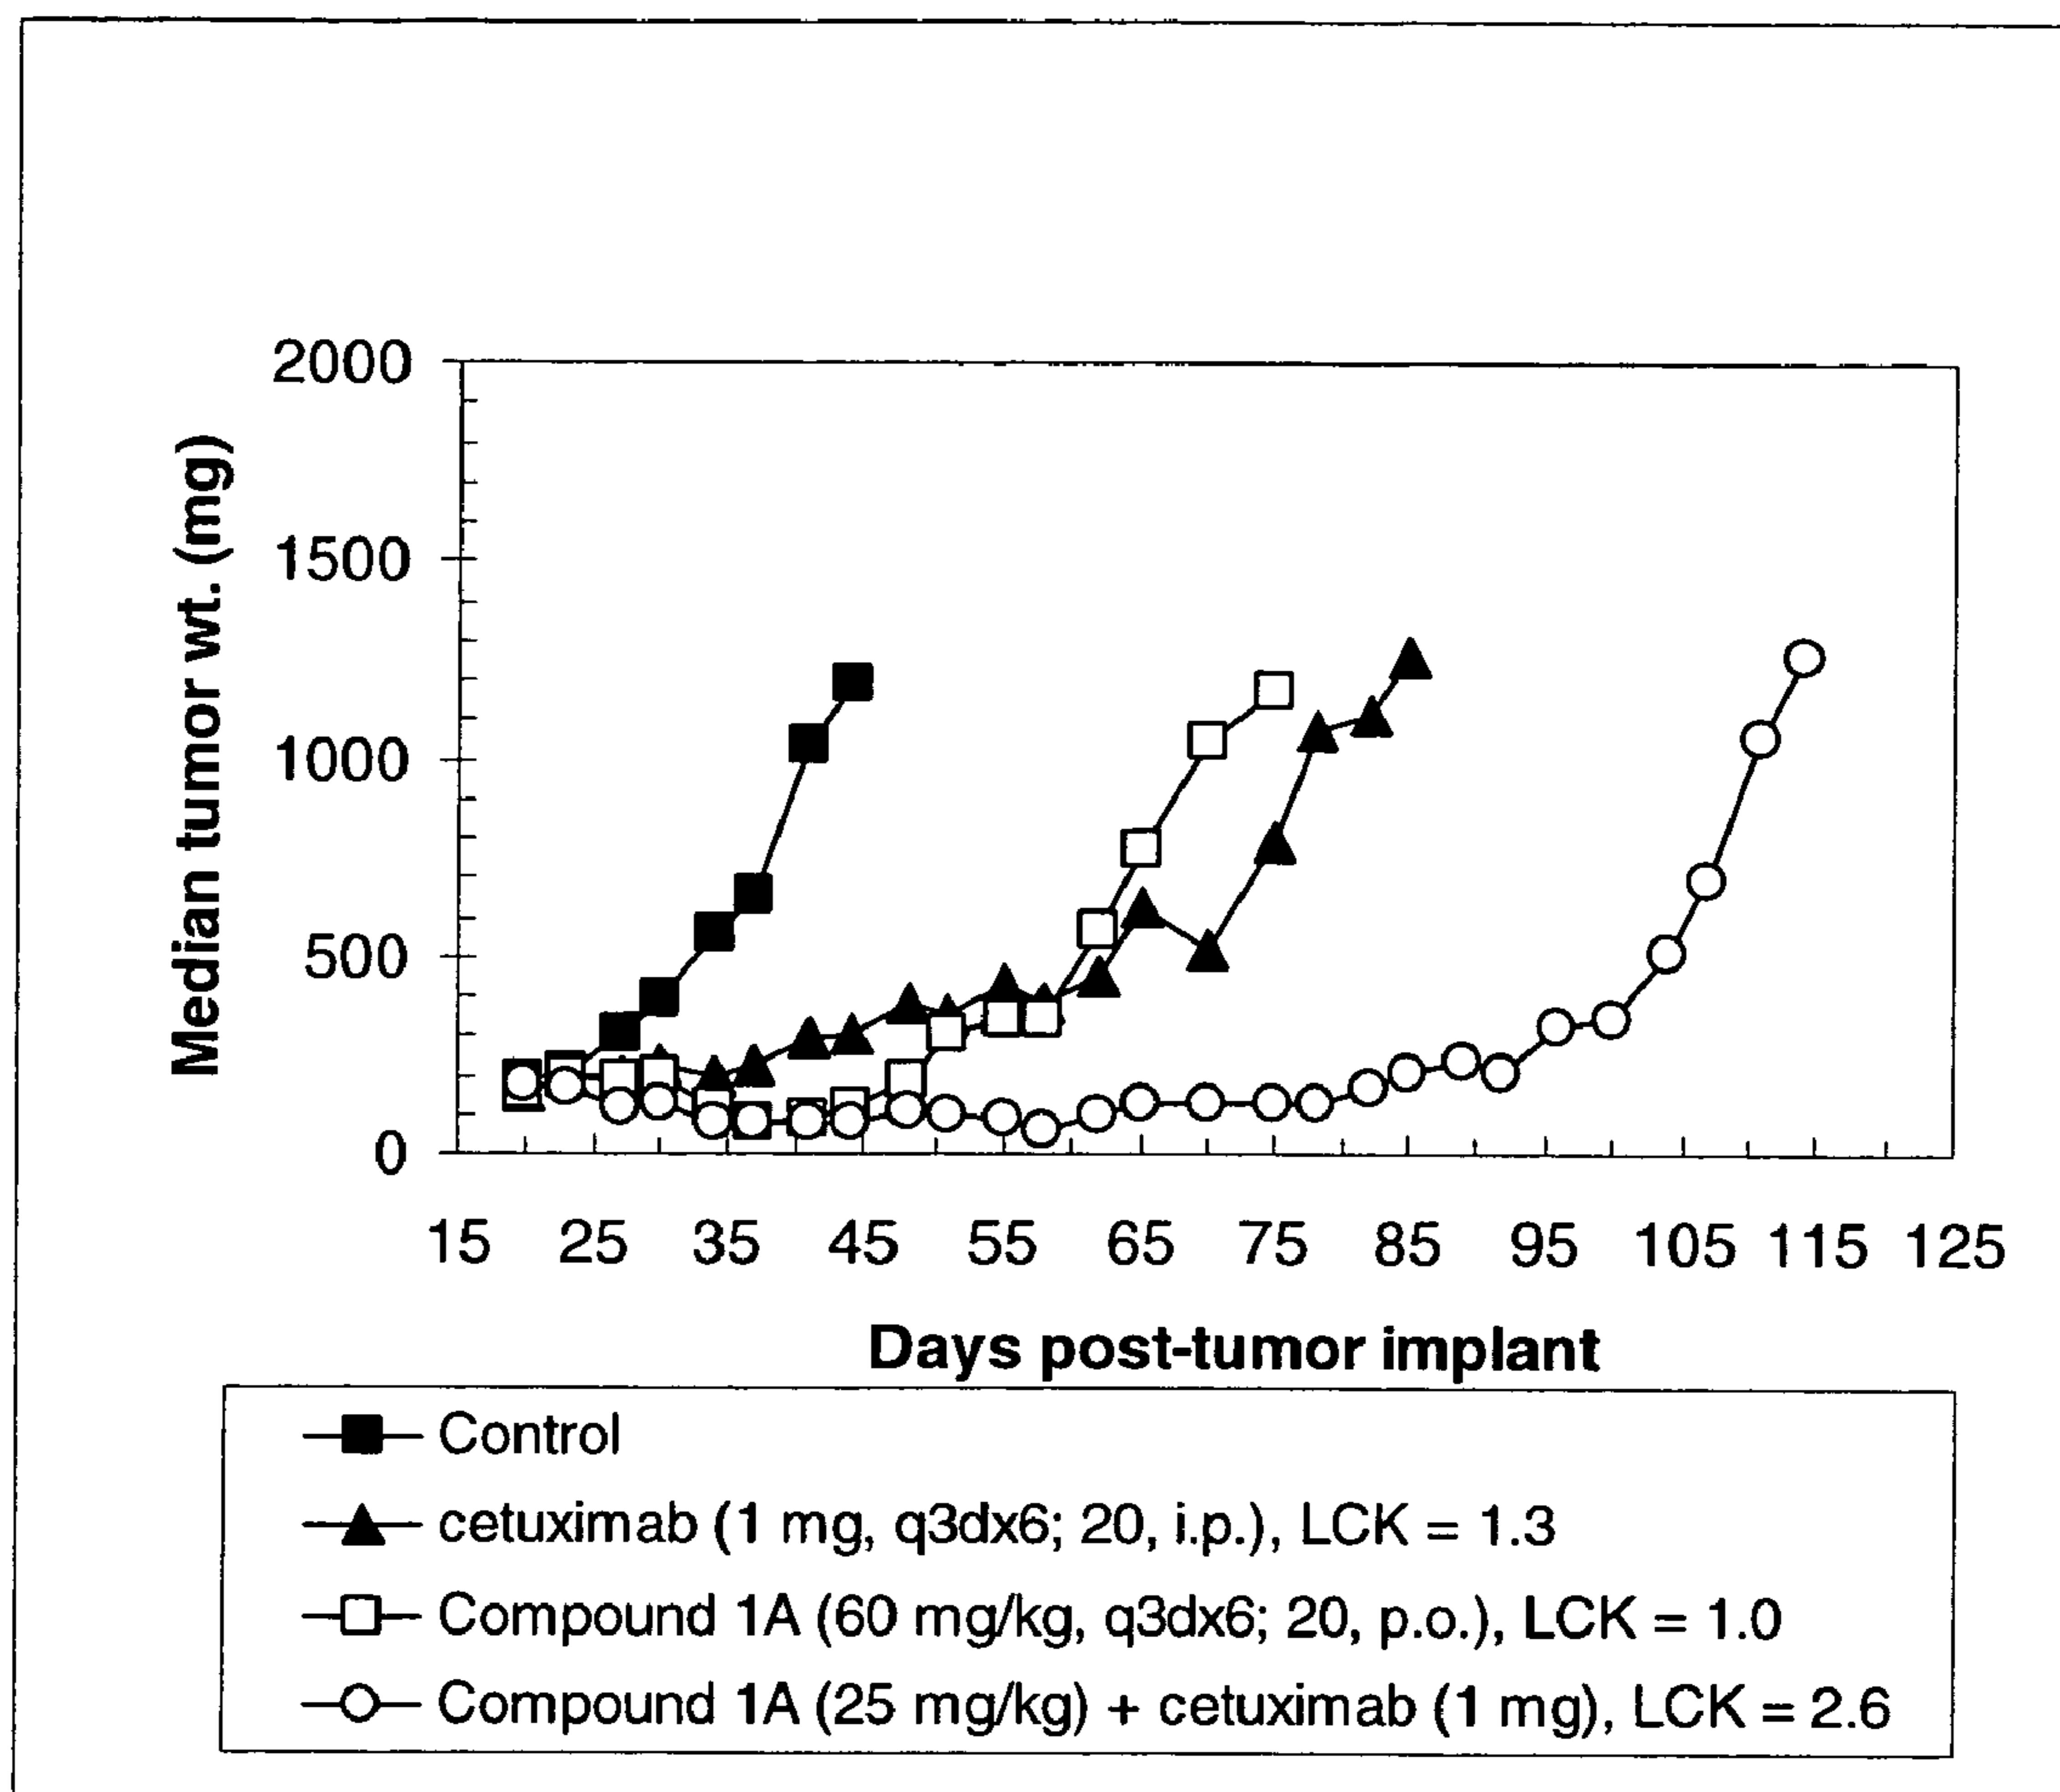 2000
1500
1000
500
0
Median tumor wt. (mg)
15 25 35 45 55 65 75 85 95 105 115 125
Days post-tumor implant
Control
cetuximab (1 mg, q3dx6; 20, i.p.), LCK = 1.3
Compound 1A (60 mg/kg, q3dx6; 20, p.o.), LCK = 1.0
Compound 1A (25 mg/kg) + cetuximab (1 mg), LCK = 2.6